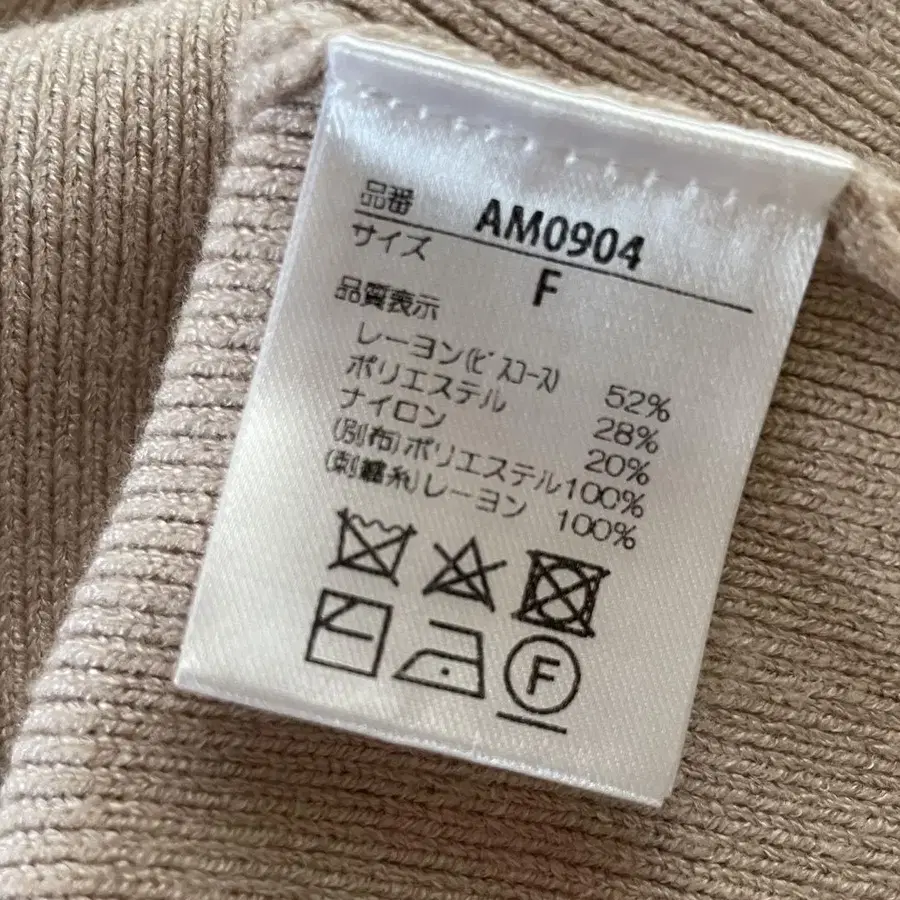 品番 AM0904
サイズ F
品質表示
レーヨン(ビスコース) 52%
ポリエステル 28%
ナイロン 20%
(別布)ポリエステル100%
(刺繍糸)レーヨン 100%
F